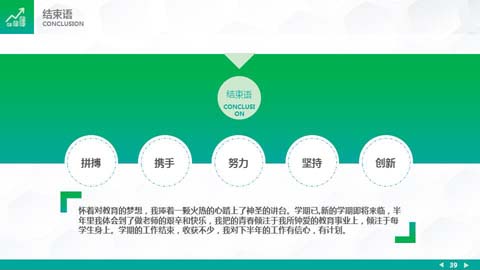 结束语
CONCLUSION
结束语
CONCLUSI
ON
拼搏
携手
努力
坚持
创新
怀着对教育的梦想，我捧着一颗火热的心踏上了神圣的讲台。学期已,新的学期即将来临，半
年里我体会到了做老师的艰辛和快乐，我把的青春倾注于我所钟爱的教育事业上，倾注于每
学生身上。学期的工作结束，收获不少，我对下半年的工作有信心，有计划。
39